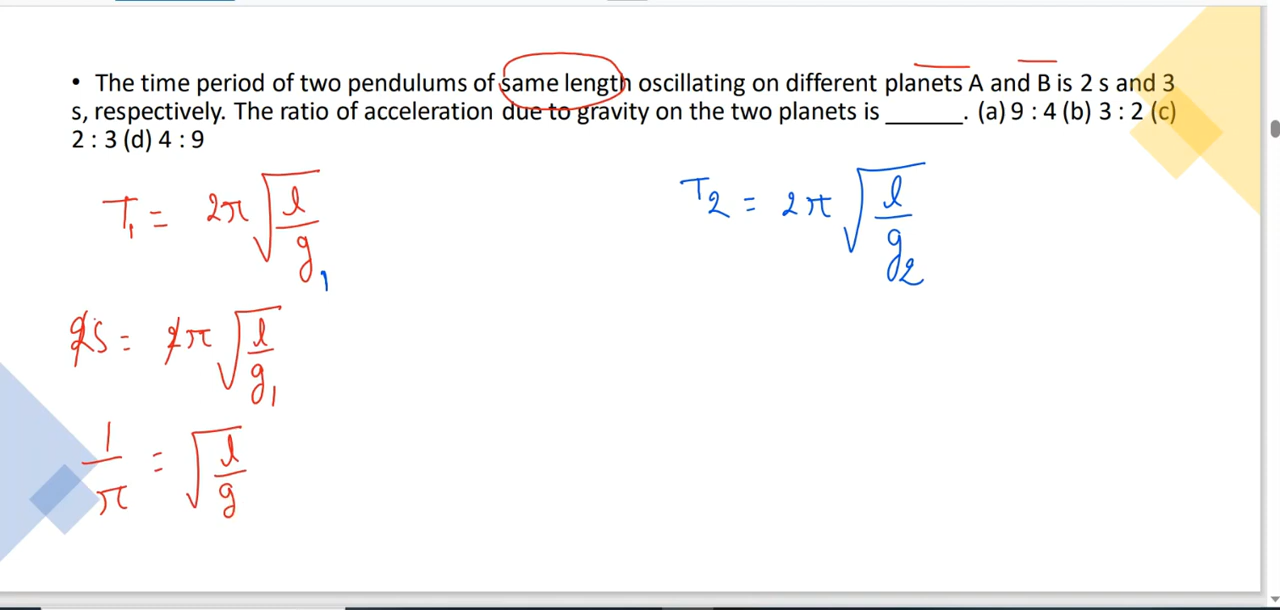 • The time period of two pendulums of same length oscillating on different planets A and B is 2 s and 3
s, respectively. The ratio of acceleration due to gravity on the two planets is ______. (a) 9 : 4 (b) 3 : 2 (c)
2 : 3 (d) 4 : 9
T₁ = 2π √(l/g₁)
T₂ = 2π √(l/g₂)
2s = 2π √(l/g₁)
1/π = √(l/g)